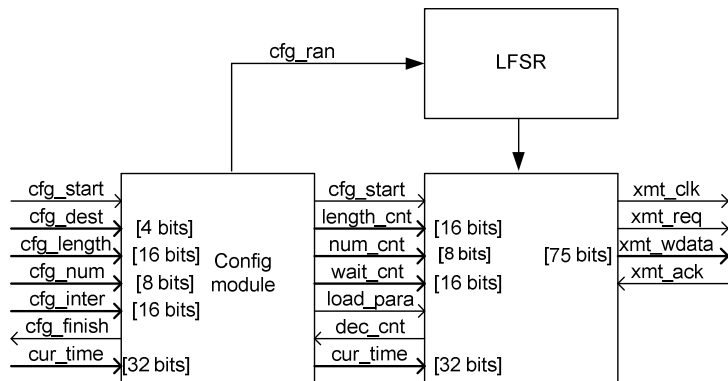 cfg_ran
LFSR
cfg_start
cfg_dest
[4 bits]
cfg_length
[16 bits]
cfg_num
[8 bits]
cfg_inter
[16 bits]
cfg_finish
cur_time
[32 bits]
Config
module
cfg_start
length_cnt
[16 bits]
num_cnt
[8 bits]
wait_cnt
[16 bits]
load_para
dec_cnt
cur_time
[32 bits]
[75 bits]
xmt_clk
xmt_req
xmt_wdata
xmt_ack